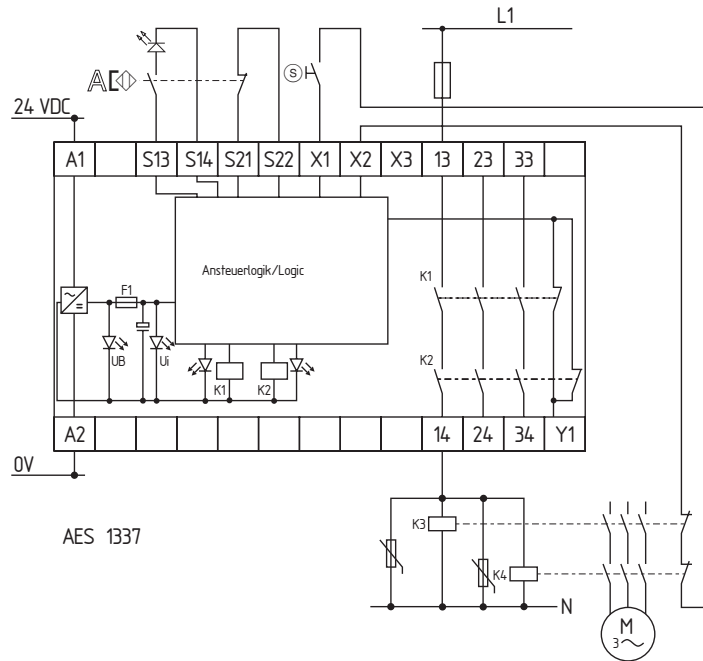 L1
S
24 VDC
A1 S13 S14 S21 S22 X1 X2 X3 13 23 33
Ansteuerlogik/Logic
K1
F1
UB Ui
K2
K1 K2
A2 14 24 34 Y1
0V
K3
AES 1337
K4
N
M
3